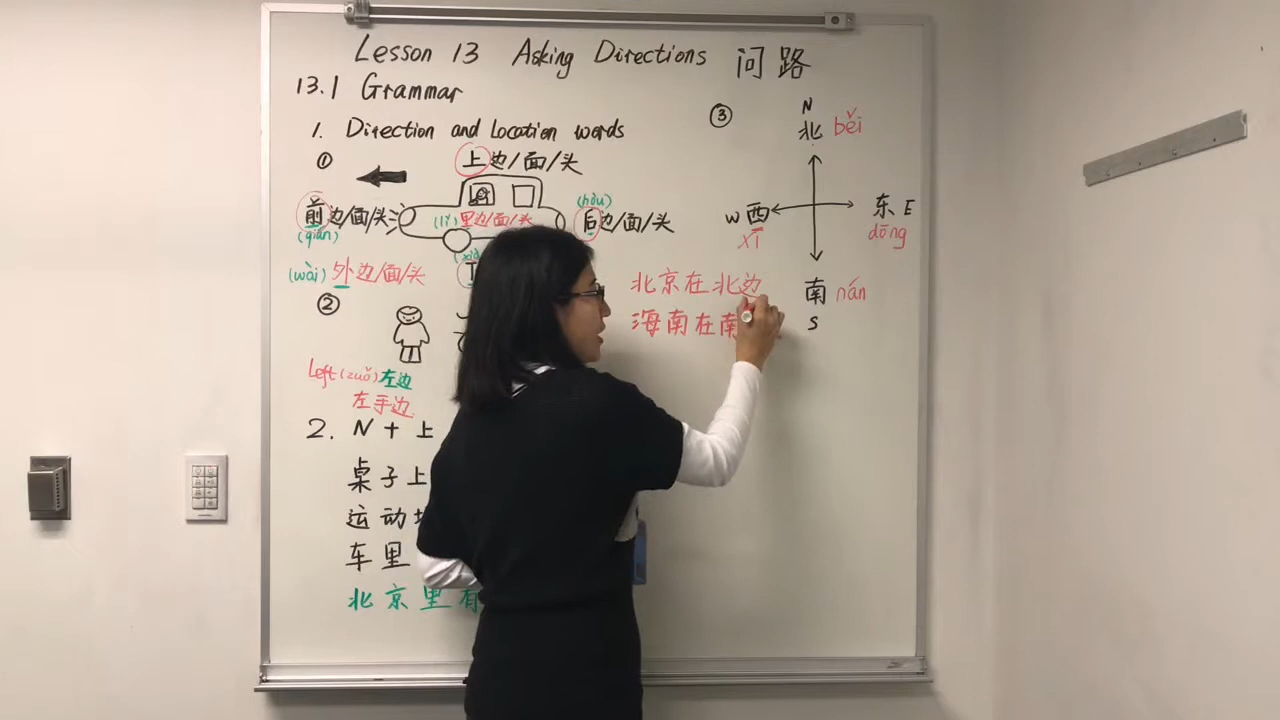 Lesson 13 Asking Directions 问路
13.1 Grammar
1. Direction and Location words
①
上边/面/头
前边/面/头
(qián)
(lǐ) 里边/面/头
(hòu)
后边/面/头
(wài) 外边/面/头
②
Left (zuǒ) 左边
左手边
2. N + 上
桌子上
运动
车里
北京里有
③
N
北 běi
W 西
xī
东 E
dōng
南 nán
S
北京在北边
海南在南